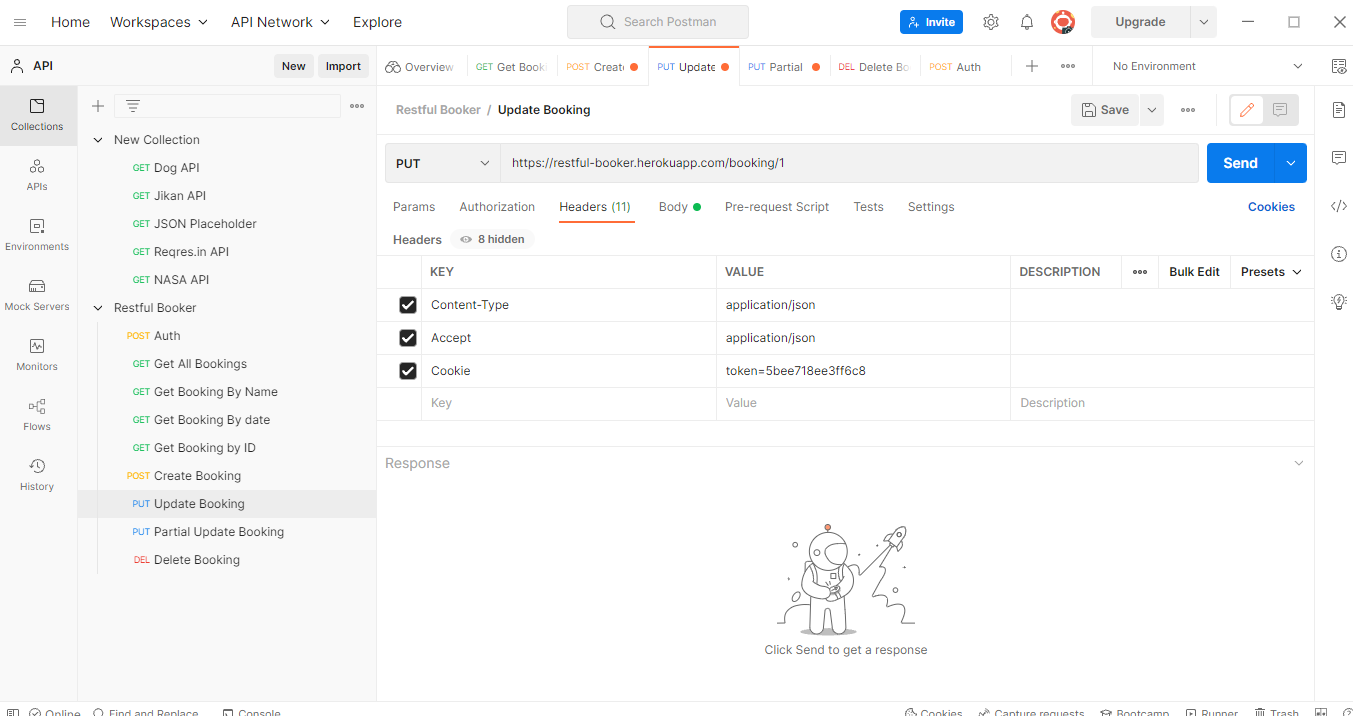 Home Workspaces API Network Explore Search Postman Invite Upgrade
API New Import Overview GET Get Book POST Create PUT Update PUT Partial DEL Delete Bo POST Auth No Environment
Collections
APIs
Environments
Mock Servers
Monitors
Flows
History
New Collection
GET Dog API
GET Jikan API
GET JSON Placeholder
GET Reqres.in API
GET NASA API
Restful Booker
POST Auth
GET Get All Bookings
GET Get Booking By Name
GET Get Booking By date
GET Get Booking by ID
POST Create Booking
PUT Update Booking
PUT Partial Update Booking
DEL Delete Booking
Restful Booker / Update Booking Save
PUT https://restful-booker.herokuapp.com/booking/1 Send
Params Authorization Headers (11) Body Pre-request Script Tests Settings Cookies
Headers 8 hidden
KEY VALUE DESCRIPTION Bulk Edit Presets
Content-Type application/json
Accept application/json
Cookie token=5bee718ee3ff6c8
Key Value Description
Response
Click Send to get a response
Online Find and Replace Console Cookies Capture requests Bootcamp Runner Trash